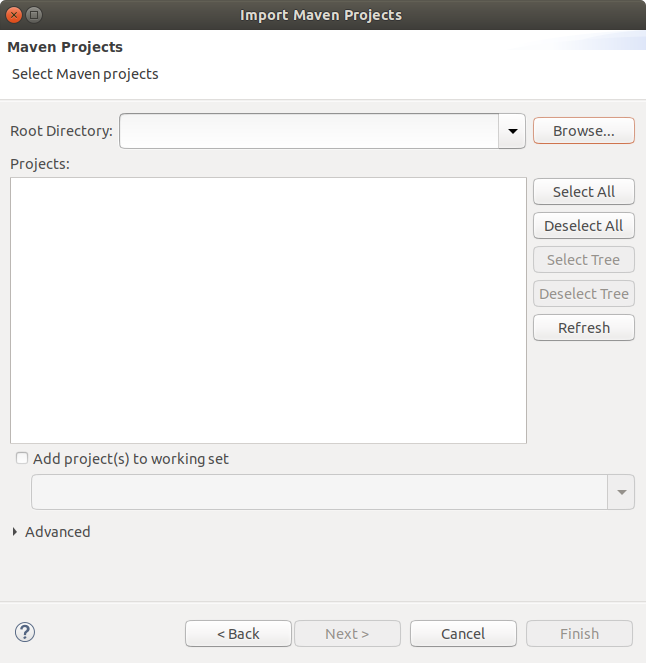 Import Maven Projects
Maven Projects
Select Maven projects
Root Directory:
Browse...
Projects:
Select All
Deselect All
Select Tree
Deselect Tree
Refresh
Add project(s) to working set
Advanced
?
< Back
Next >
Cancel
Finish